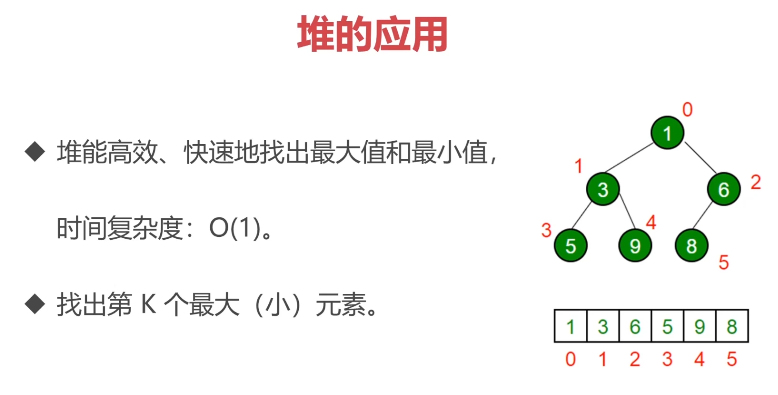 堆的应用
◆ 堆能高效、快速地找出最大值和最小值，
时间复杂度：O(1)。
◆ 找出第 K 个最大（小）元素。
0
1
1
3
6
2
3
5
9
4
8
5
1 3 6 5 9 8
0 1 2 3 4 5